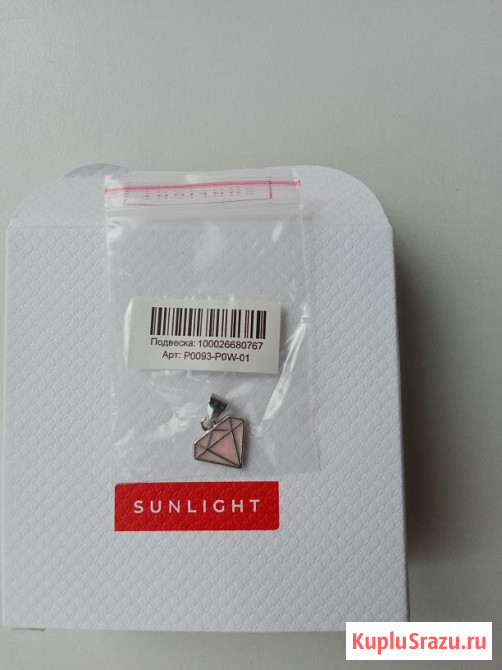 Подвеска: 100026680767
Арт: P0093-P0W-01
SUNLIGHT
KupluSrazu.ru